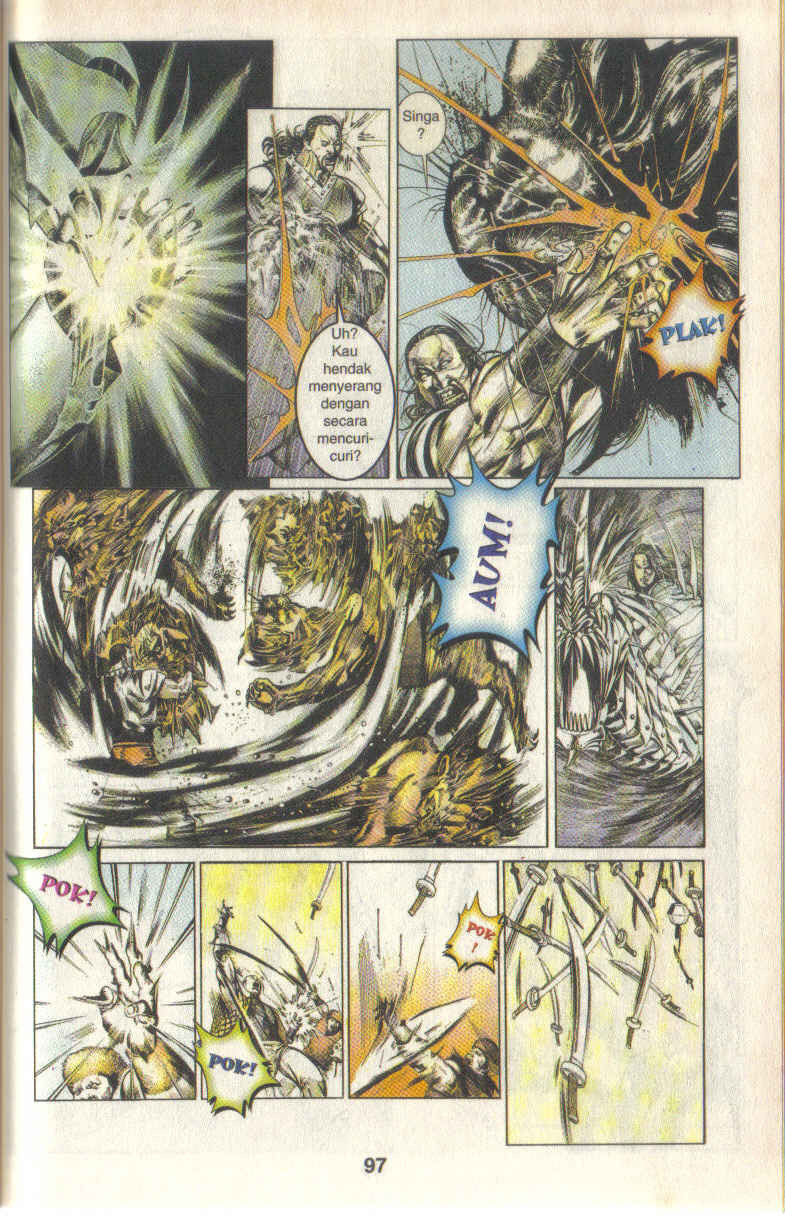 Uh?
Kau
hendak
menyerang
dengan
secara
mencuri-
curi?
Singa
?
PLAK!
AUM!
POK!
POK!
POK
!
97